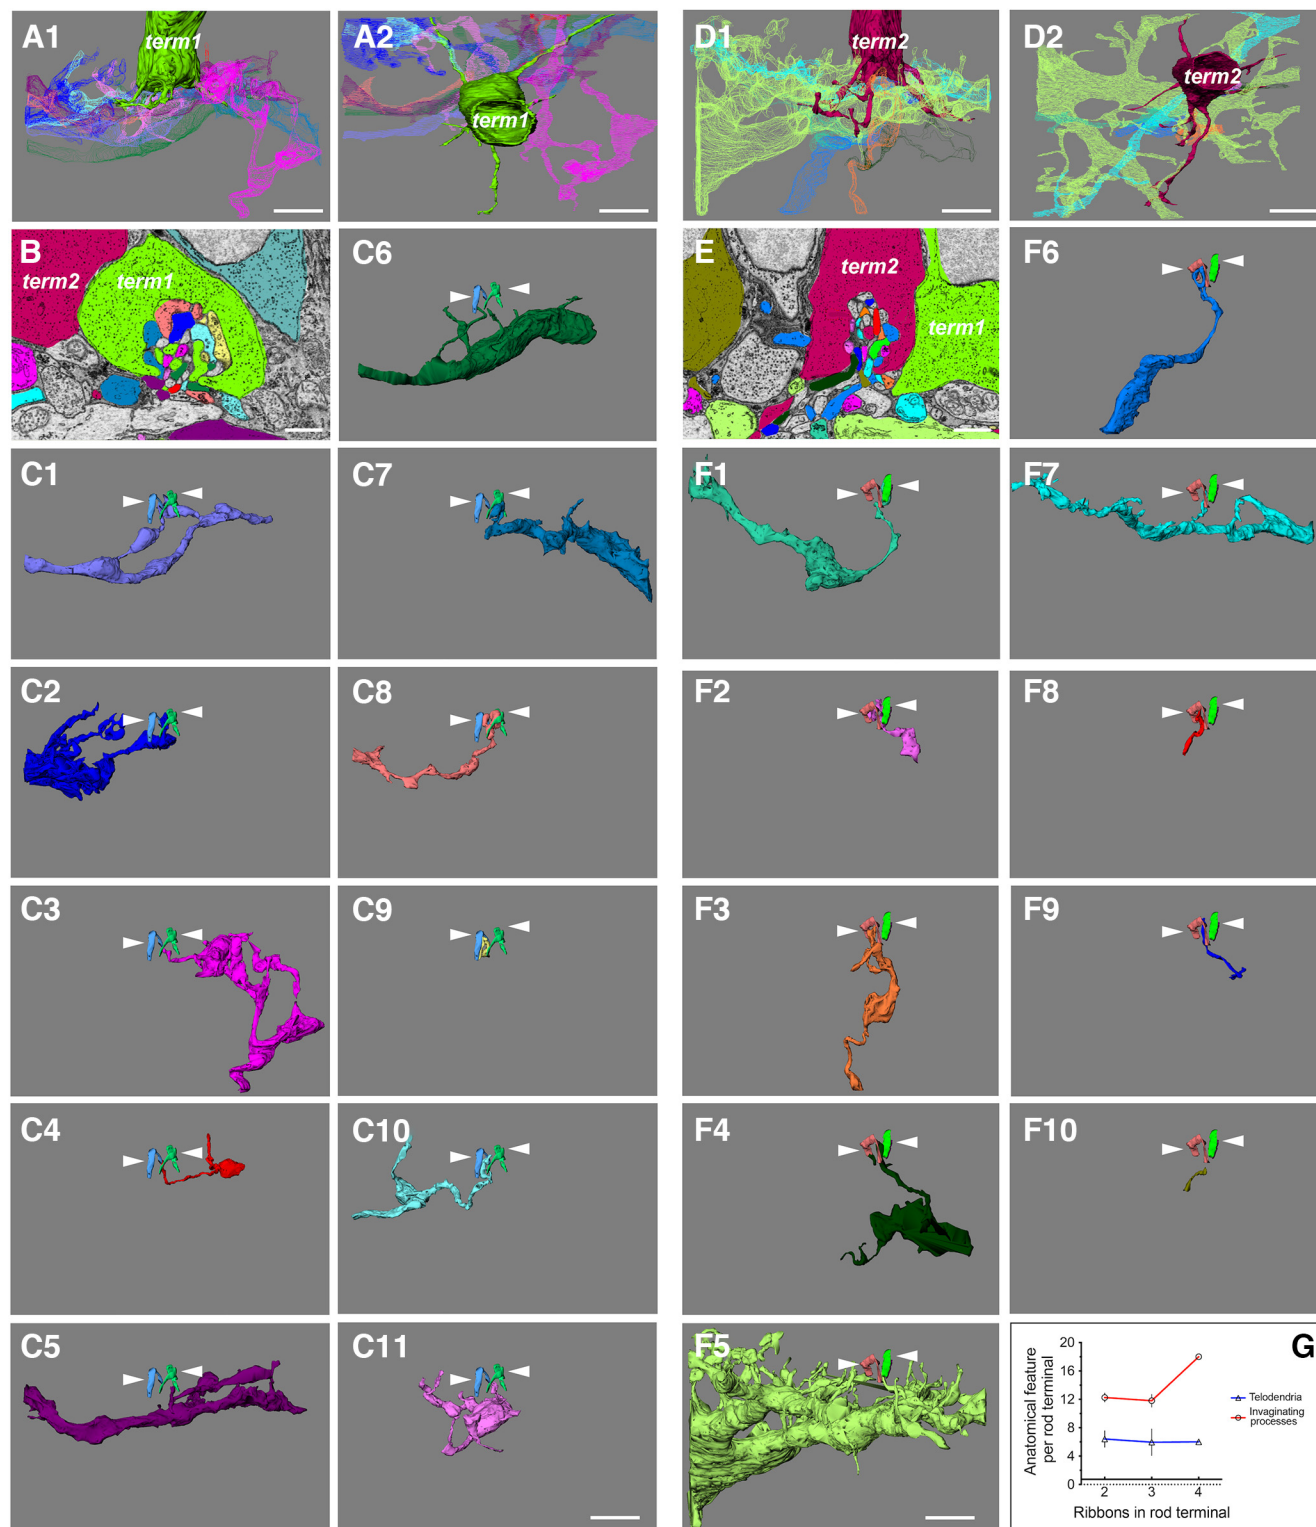 A1
term1
A2
term1
D1
term2
D2
term2
B
term2
term1
C6
E
term2
term1
F6
C1
C7
F1
F7
C2
C8
F2
F8
C3
C9
F3
F9
C4
C10
F4
F10
C5
C11
F5
G
20
16
12
8
4
0
2
3
4
Anatomical feature
per rod terminal
Ribbons in rod terminal
Telodendria
Invaginating
processes